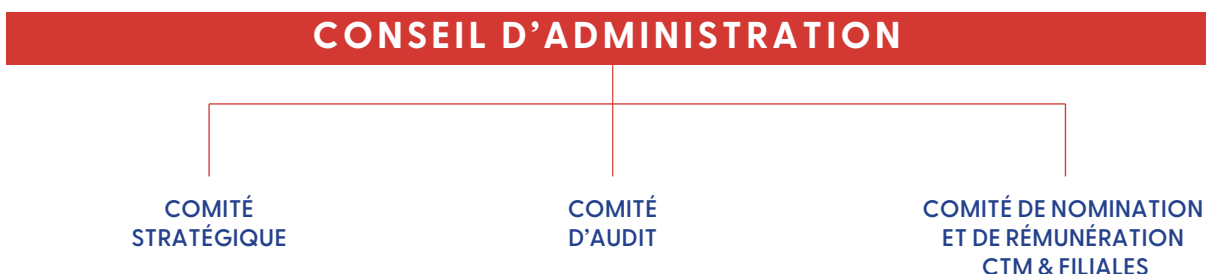 CONSEIL D’ADMINISTRATION
COMITÉ
STRATÉGIQUE
COMITÉ
D’AUDIT
COMITÉ DE NOMINATION
ET DE RÉMUNÉRATION
CTM & FILIALES